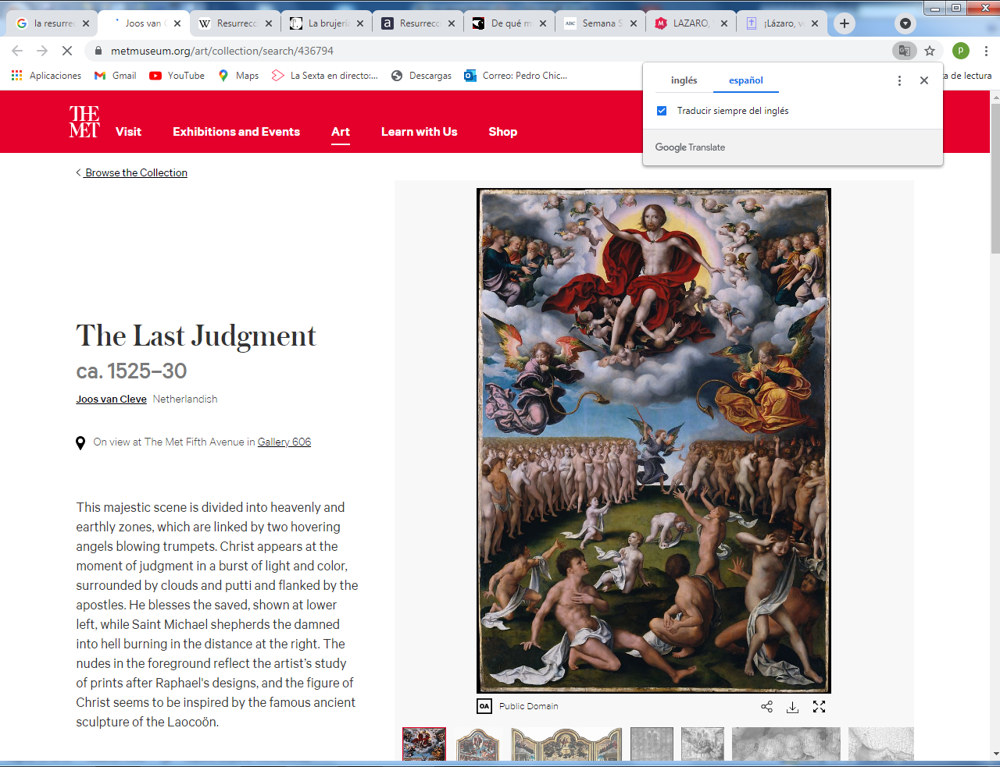 la resurre
Joos van
Resurrecc
La brujerí
Resurrecc
De qué m
ABC
Semana S
LAZARO,
¡Lázaro, v
metmuseum.org/art/collection/search/436794
p
Aplicaciones
Gmail
YouTube
Maps
La Sexta en directo:...
Descargas
Correo: Pedro Chic...
a de lectura
inglés
español
Traducir siempre del inglés
Google Translate
THE MET
Visit
Exhibitions and Events
Art
Learn with Us
Shop
Browse the Collection
The Last Judgment
ca. 1525–30
Joos van Cleve Netherlandish
On view at The Met Fifth Avenue in Gallery 606
This majestic scene is divided into heavenly and
earthly zones, which are linked by two hovering
angels blowing trumpets. Christ appears at the
moment of judgment in a burst of light and color,
surrounded by clouds and putti and flanked by the
apostles. He blesses the saved, shown at lower
left, while Saint Michael shepherds the damned
into hell burning in the distance at the right. The
nudes in the foreground reflect the artist’s study
of prints after Raphael's designs, and the figure of
Christ seems to be inspired by the famous ancient
sculpture of the Laocoön.
OA Public Domain